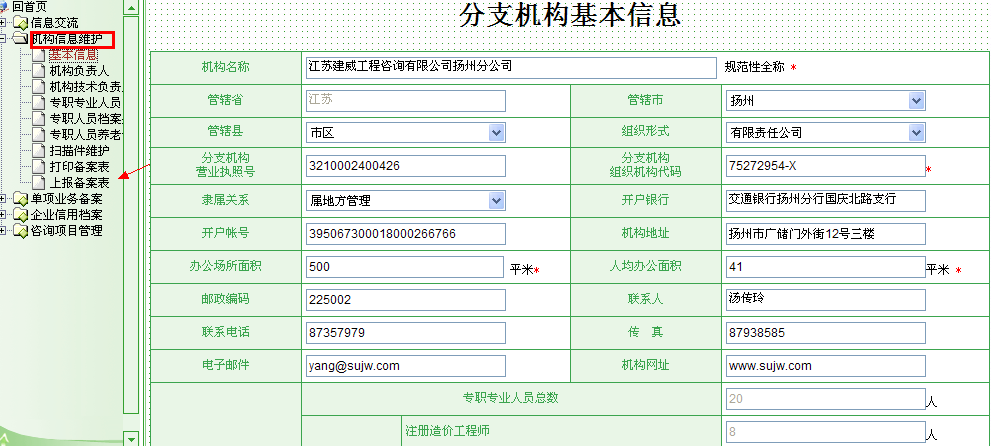 回首页
信息交流
机构信息维护
基本信息
机构负责人
机构技术负责
专职专业人员
专职人员档案
专职人员养老
扫描件维护
打印备案表
上报备案表
单项业务备案
企业信用档案
咨询项目管理
分支机构基本信息
机构名称 江苏建威工程咨询有限公司扬州分公司 规范性全称 *
管辖省 江苏 管辖市 扬州
管辖县 市区 组织形式 有限责任公司
分支机构
营业执照号 3210002400426
分支机构
组织机构代码 75272954-X *
隶属关系 属地方管理 开户银行 交通银行扬州分行国庆北路支行
开户帐号 395067300018000266766 机构地址 扬州市广储门外街12号三楼
办公场所面积 500 平米* 人均办公面积 41 平米 *
邮政编码 225002 联系人 汤传玲
联系电话 87357979 传 真 87938585
电子邮件 yang@sujw.com 机构网址 www.sujw.com
专职专业人员总数 20 人
注册造价工程师 8 人